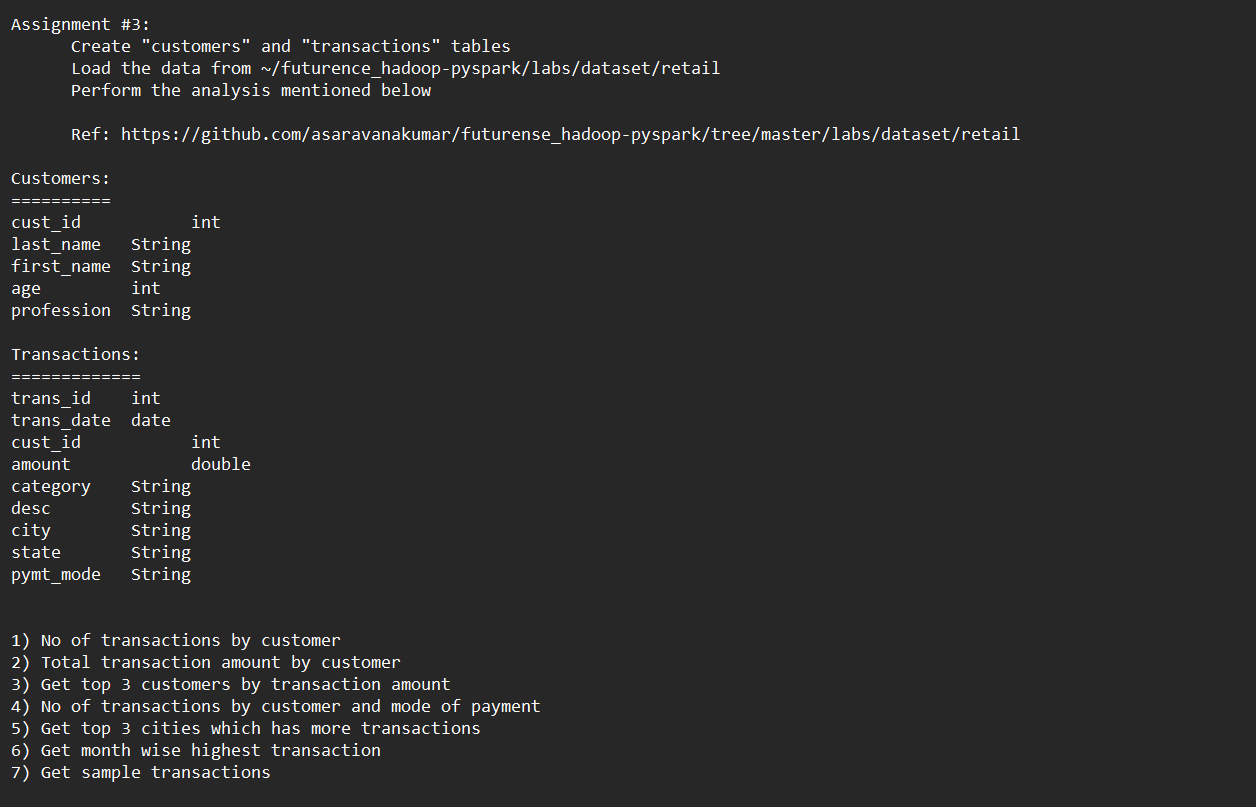 Assignment #3:
Create "customers" and "transactions" tables
Load the data from ~/futurence_hadoop-pyspark/labs/dataset/retail
Perform the analysis mentioned below
Ref: https://github.com/asaravanakumar/futurense_hadoop-pyspark/tree/master/labs/dataset/retail
Customers:
==========
cust_id int
last_name String
first_name String
age int
profession String
Transactions:
=============
trans_id int
trans_date date
cust_id int
amount double
category String
desc String
city String
state String
pymt_mode String
1) No of transactions by customer
2) Total transaction amount by customer
3) Get top 3 customers by transaction amount
4) No of transactions by customer and mode of payment
5) Get top 3 cities which has more transactions
6) Get month wise highest transaction
7) Get sample transactions